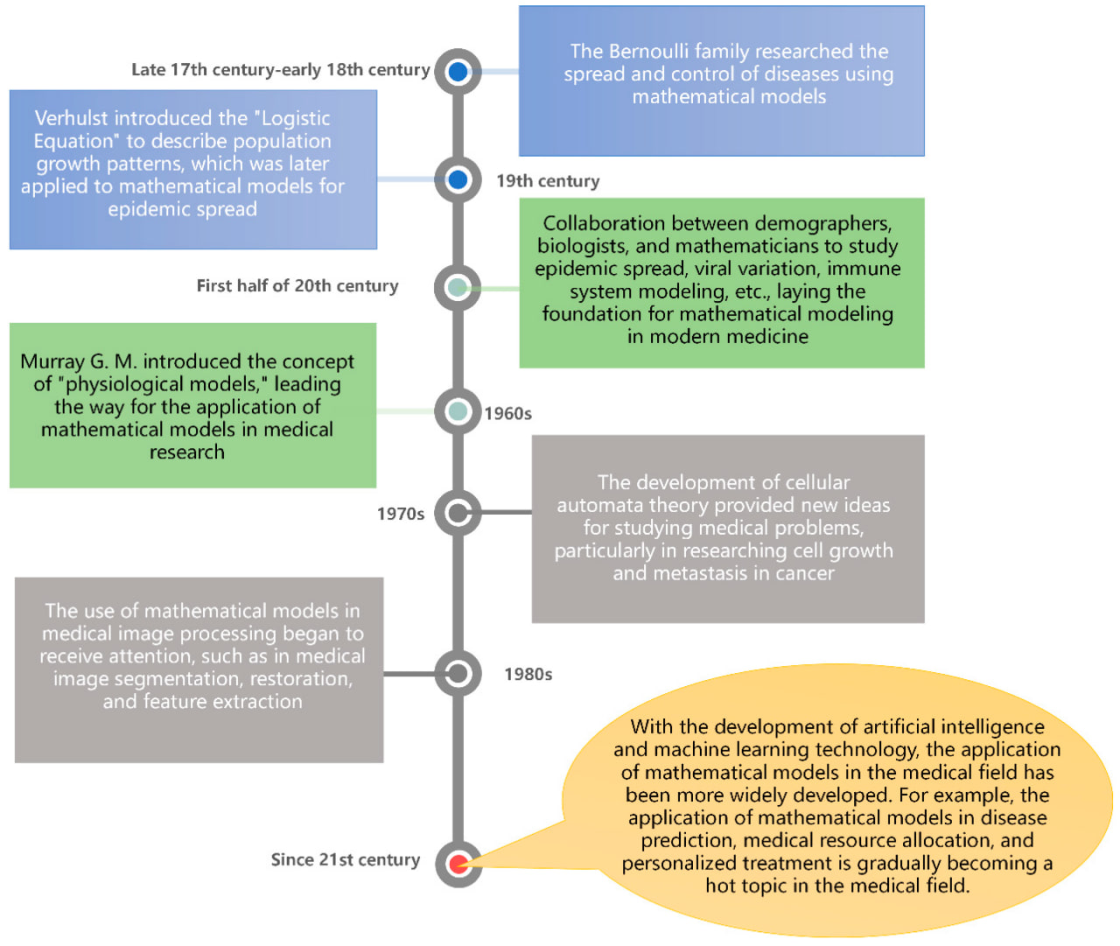 Late 17th century-early 18th century
The Bernoulli family researched the
spread and control of diseases using
mathematical models
Verhulst introduced the "Logistic
Equation" to describe population
growth patterns, which was later
applied to mathematical models for
epidemic spread
19th century
First half of 20th century
Collaboration between demographers,
biologists, and mathematicians to study
epidemic spread, viral variation, immune
system modeling, etc., laying the
foundation for mathematical modeling
in modern medicine
Murray G. M. introduced the concept
of "physiological models," leading
the way for the application of
mathematical models in medical
research
1960s
1970s
The development of cellular
automata theory provided new ideas
for studying medical problems,
particularly in researching cell growth
and metastasis in cancer
The use of mathematical models in
medical image processing began to
receive attention, such as in medical
image segmentation, restoration,
and feature extraction
1980s
Since 21st century
With the development of artificial intelligence
and machine learning technology, the application
of mathematical models in the medical field has
been more widely developed. For example, the
application of mathematical models in disease
prediction, medical resource allocation, and
personalized treatment is gradually becoming a
hot topic in the medical field.